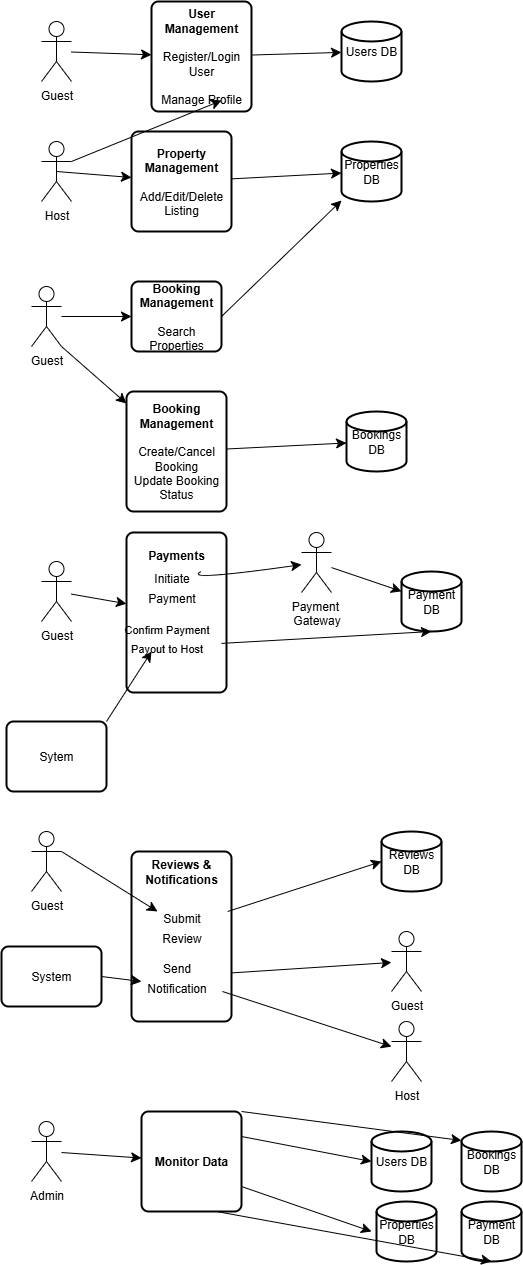 User
Management
Register/Login
User
Manage Profile
Guest
Users DB
Property
Management
Add/Edit/Delete
Listing
Host
Properties
DB
Booking
Management
Search
Properties
Guest
Booking
Management
Create/Cancel
Booking
Update Booking
Status
Bookings
DB
Payments
Initiate
Payment
Confirm Payment
Payout to Host
Guest
Payment
Gateway
Payment
DB
Sytem
Guest
Reviews &
Notifications
Submit
Review
Send
Notification
Reviews
DB
System
Guest
Host
Admin
Monitor Data
Users DB
Bookings
DB
Properties
DB
Payment
DB